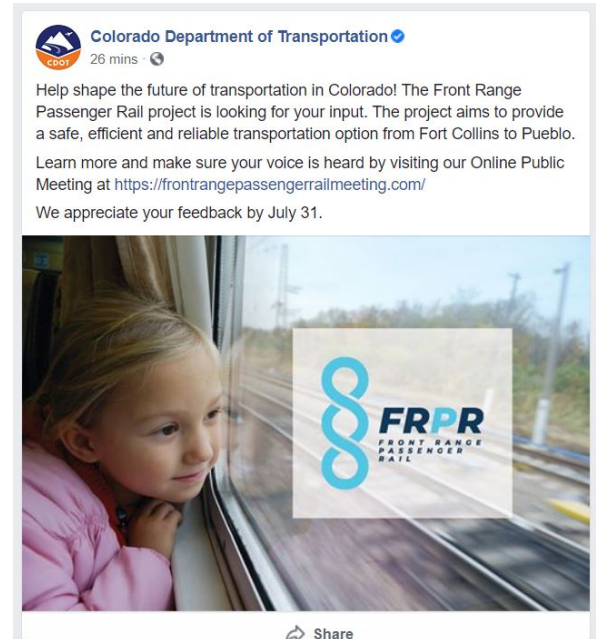 Colorado Department of Transportation
CDOT
26 mins ·
Help shape the future of transportation in Colorado! The Front Range
Passenger Rail project is looking for your input. The project aims to provide
a safe, efficient and reliable transportation option from Fort Collins to Pueblo.
Learn more and make sure your voice is heard by visiting our Online Public
Meeting at https://frontrangepassengerrailmeeting.com/
We appreciate your feedback by July 31.
FRPR
FRONT RANGE
PASSENGER
RAIL
Share